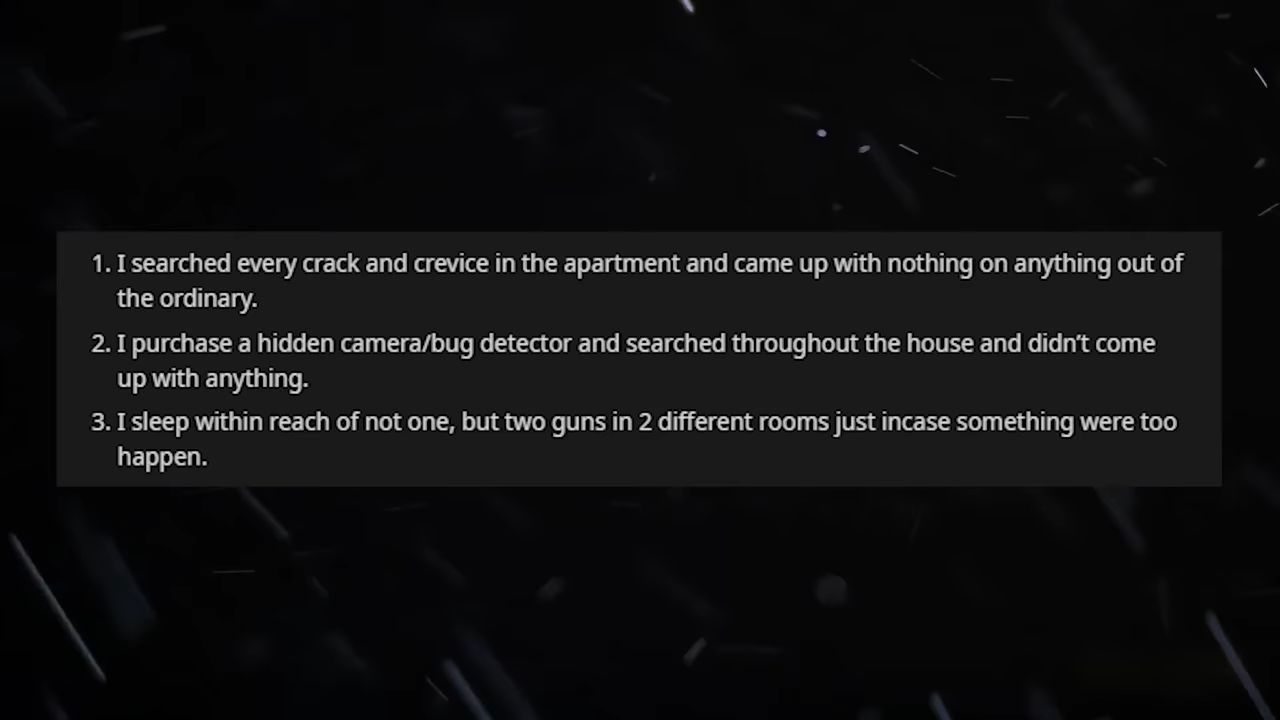 1. I searched every crack and crevice in the apartment and came up with nothing on anything out of
the ordinary.
2. I purchase a hidden camera/bug detector and searched throughout the house and didn’t come
up with anything.
3. I sleep within reach of not one, but two guns in 2 different rooms just incase something were too
happen.